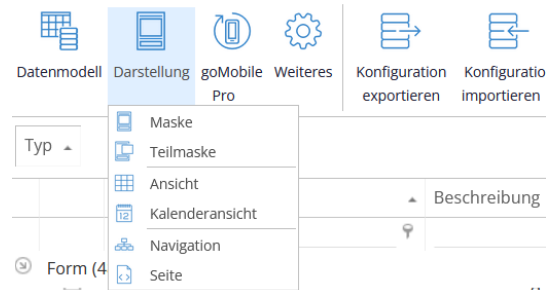 Datenmodell Darstellung goMobile Pro Weiteres Konfiguration exportieren Konfiguratio importieren
Maske
Typ
Teilmaske
Ansicht
Beschreibung
Kalenderansicht
12
Navigation
Form (4
Seite